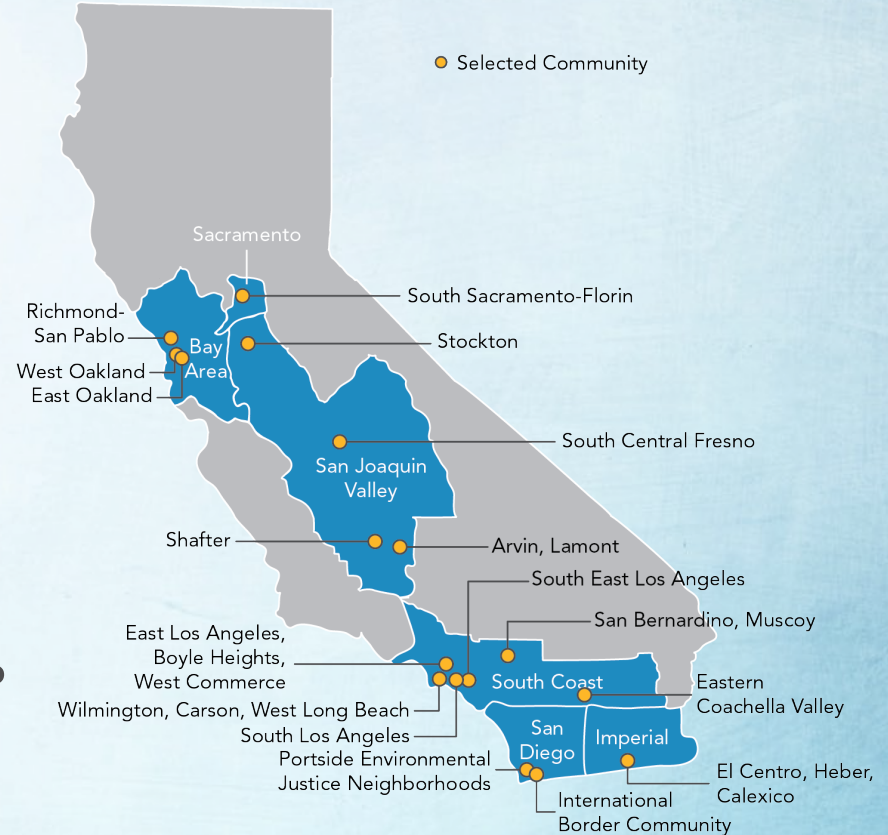 Selected Community
Sacramento
South Sacramento-Florin
Richmond-
San Pablo
Bay
Area
Stockton
West Oakland
East Oakland
South Central Fresno
San Joaquin
Valley
Shafter
Arvin, Lamont
South East Los Angeles
San Bernardino, Muscoy
East Los Angeles,
Boyle Heights,
West Commerce
South Coast
Eastern
Coachella Valley
Wilmington, Carson, West Long Beach
South Los Angeles
San
Diego
Imperial
Portside Environmental
Justice Neighborhoods
El Centro, Heber,
Calexico
International
Border Community